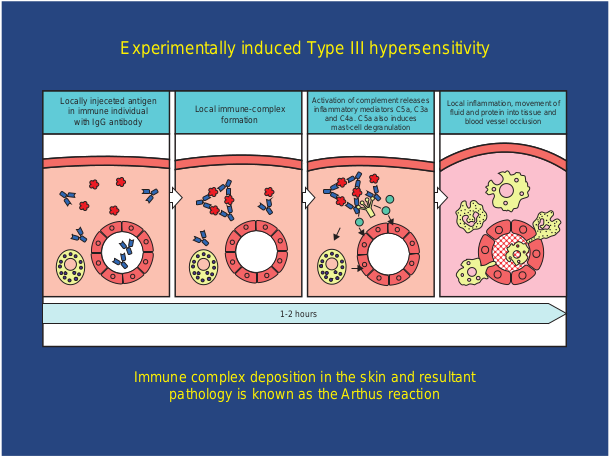 Experimentally induced Type III hypersensitivity
Locally injeceted antigen
in immune individual
with IgG antibody
Local immune-complex
formation
Activation of complement releases
inflammatory mediators C5a, C3a
and C4a. C5a also induces
mast cell degranulation
Local inflammation, movement of
fluid and protein into tissue and
blood vessel occlusion
1-2 hours
Immune complex deposition in the skin and resultant
pathology is known as the Arthus reaction